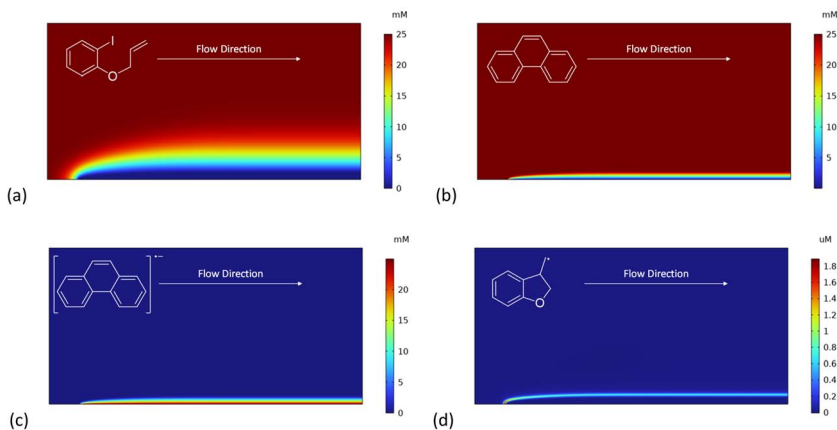 mM
25
20
15
10
5
0
I
O
Flow Direction
(a)
mM
25
20
15
10
5
Flow Direction
(b)
mM
20
15
10
5
0
•−
Flow Direction
(c)
uM
1.8
1.6
1.4
1.2
1
0.8
0.6
0.4
0.2
0
O
Flow Direction
(d)